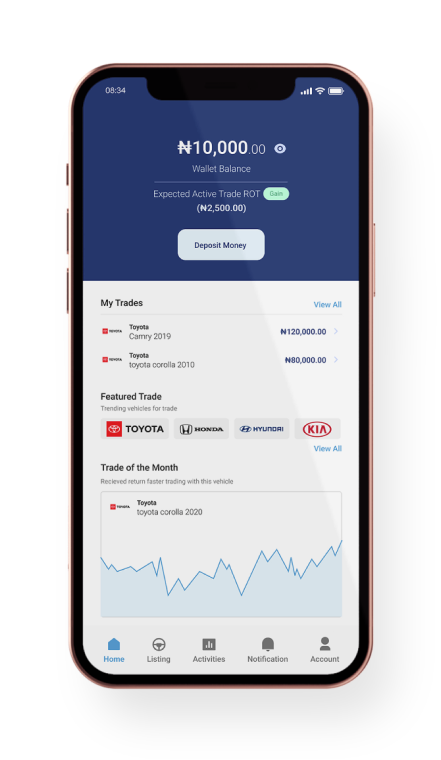 08:34
₦10,000.00
Wallet Balance
Expected Active Trade ROT Gain
(₦2,500.00)
Deposit Money
My Trades
View All
TOYOTA
Toyota
Camry 2019
₦120,000.00
TOYOTA
Toyota
toyota corolla 2010
₦80,000.00
Featured Trade
Trending vehicles for trade
TOYOTA HONDA HYUNDAI KIA
View All
Trade of the Month
Recieved return faster trading with this vehicle
TOYOTA
Toyota
toyota corolla 2020
Home Listing Activities Notification Account